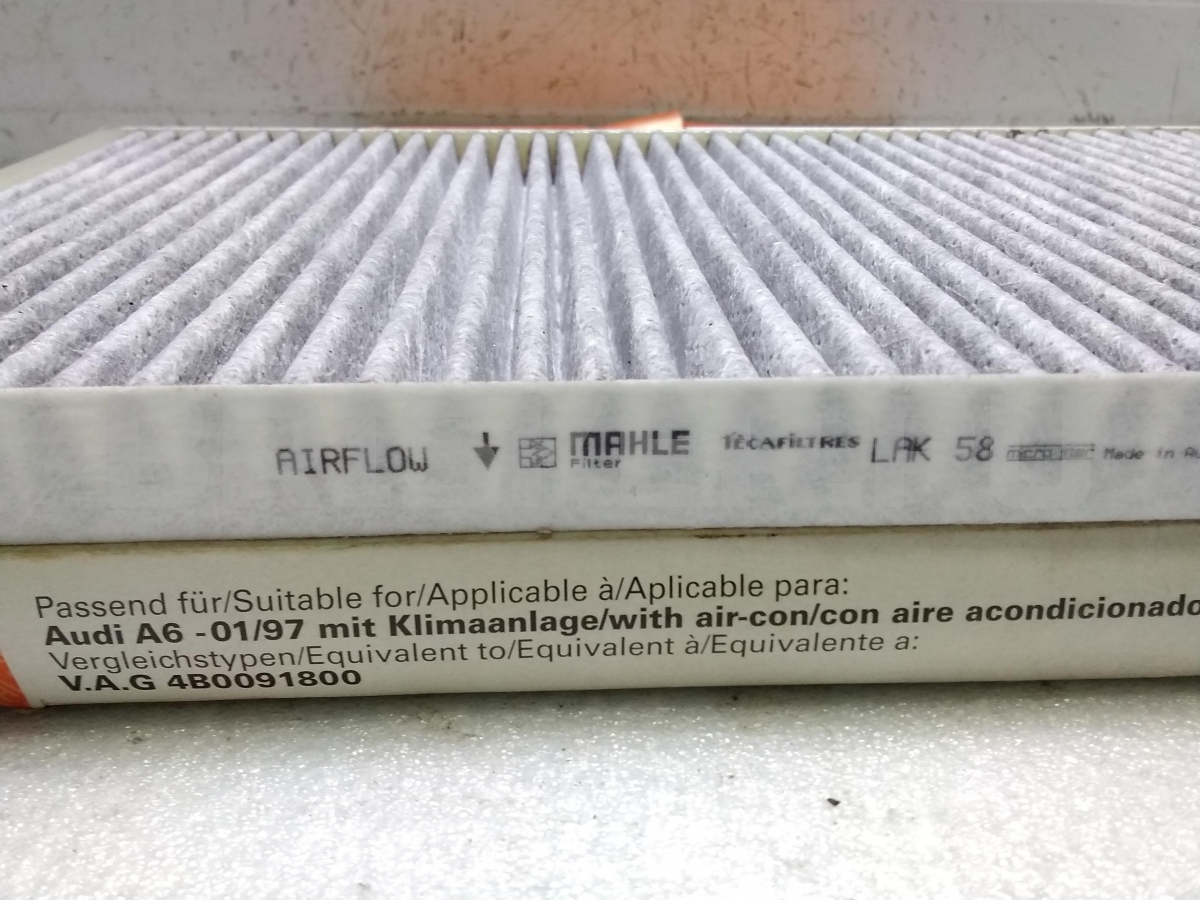 AIRFLOW MAHLE TECAFILTRES LAK 58 Made in
Filter
Passend für/Suitable for/Applicable à/Aplicable para:
Audi A6 -01/97 mit Klimaanlage/with air-con/con aire acondicionado
Vergleichstypen/Equivalent to/Equivalent à/Equivalente a:
V.A.G 4B0091800